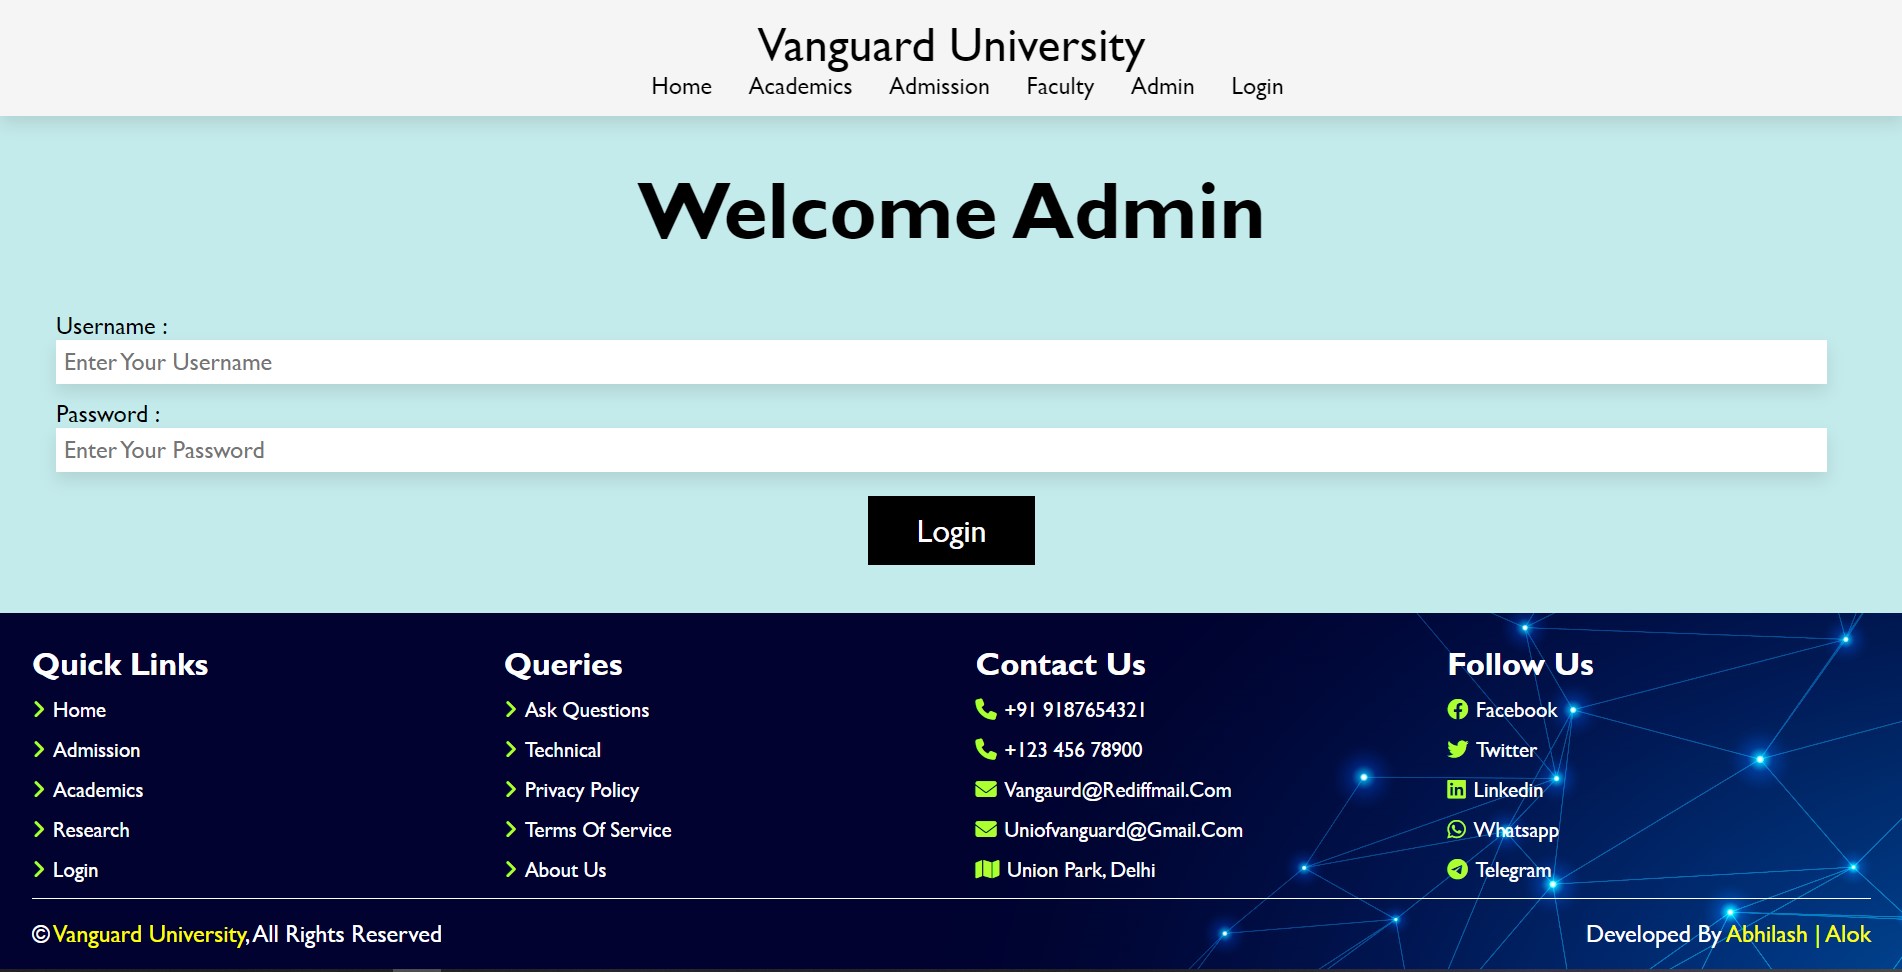 Vanguard University
Home Academics Admission Faculty Admin Login
Welcome Admin
Username :
Enter Your Username
Password :
Enter Your Password
Login
Quick Links
Home
Admission
Academics
Research
Login
Queries
Ask Questions
Technical
Privacy Policy
Terms Of Service
About Us
Contact Us
+91 9187654321
+123 456 78900
Vangaurd@Rediffmail.Com
Uniofvanguard@Gmail.Com
Union Park, Delhi
Follow Us
Facebook
Twitter
Linkedin
Whatsapp
Telegram
© Vanguard University, All Rights Reserved
Developed By Abhilash | Alok